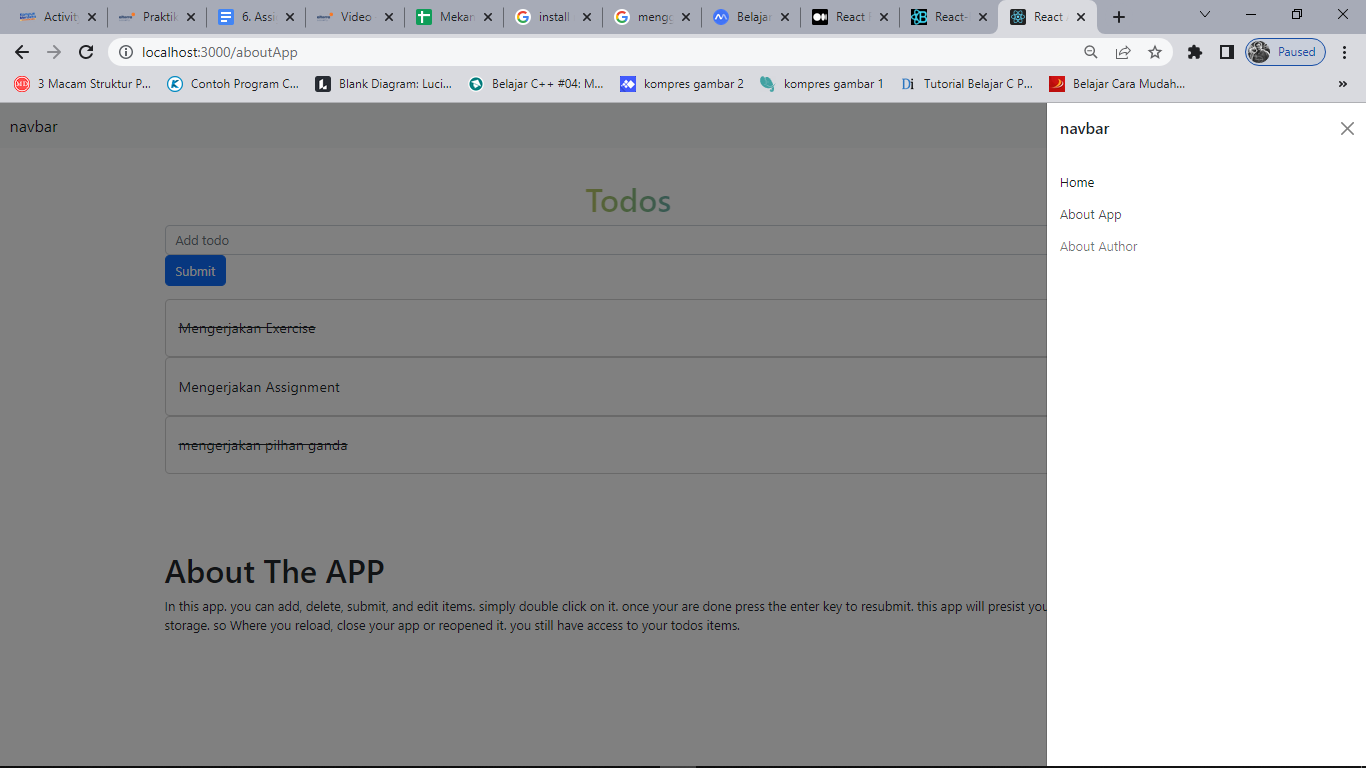 Activity
Praktik
6. Assi
Video
Mekan
install
mengg
Belajar
React
React-
React
localhost:3000/aboutApp
Paused
3 Macam Struktur P...
Contoh Program C...
Blank Diagram: Luci...
Belajar C++ #04: M...
kompres gambar 2
kompres gambar 1
Di
Tutorial Belajar C P...
Belajar Cara Mudah...
»
navbar
navbar
Home
About App
About Author
Todos
Add todo
Submit
Mengerjakan Exercise
Mengerjakan Assignment
mengerjakan pilhan ganda
About The APP
In this app. you can add, delete, submit, and edit items. simply double click on it. once your are done press the enter key to resubmit. this app will presist you
storage. so Where you reload, close your app or reopened it. you still have access to your todos items.